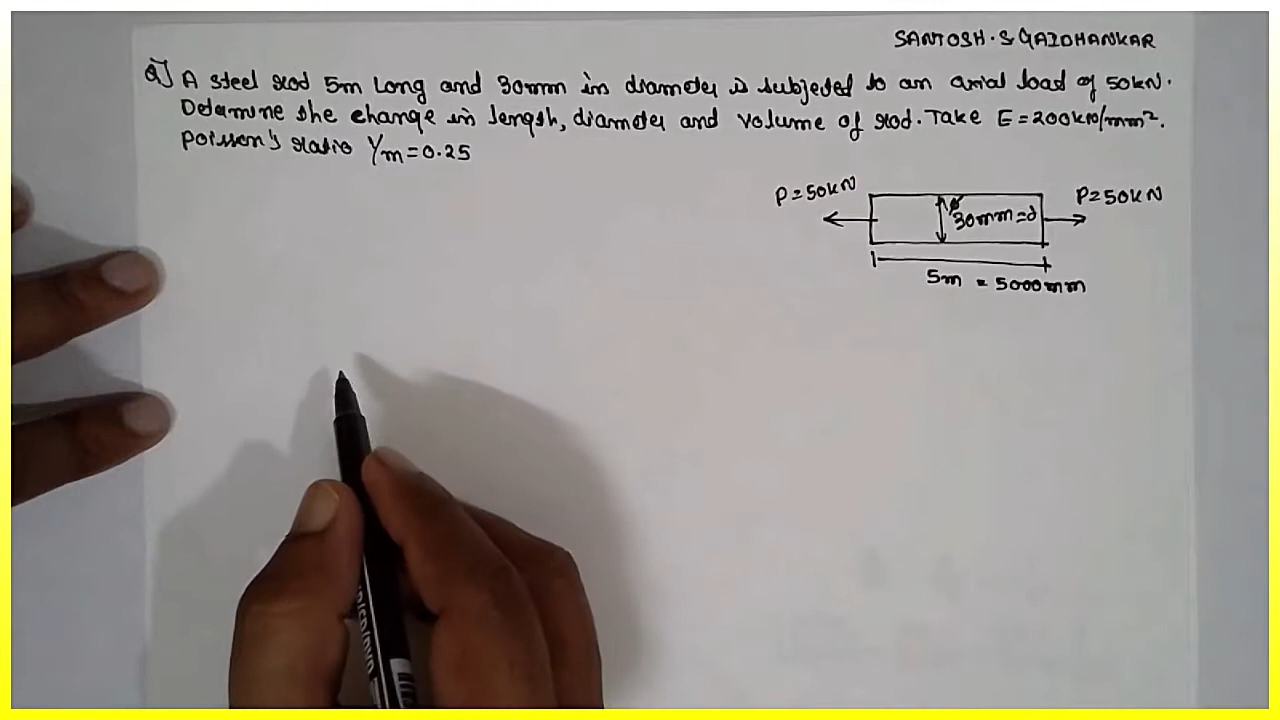 SANTOSH.S GAIDHANKAR
Q] A steel rod 5m Long and 30mm in diameter is subjected to an axial load of 50kN.
Determine the change in length, diameter and volume of rod. Take E = 200kN/mm².
Poisson's ratio 1/m = 0.25
P=50kN
P=50kN
ø
30mm=d
5m = 5000mm